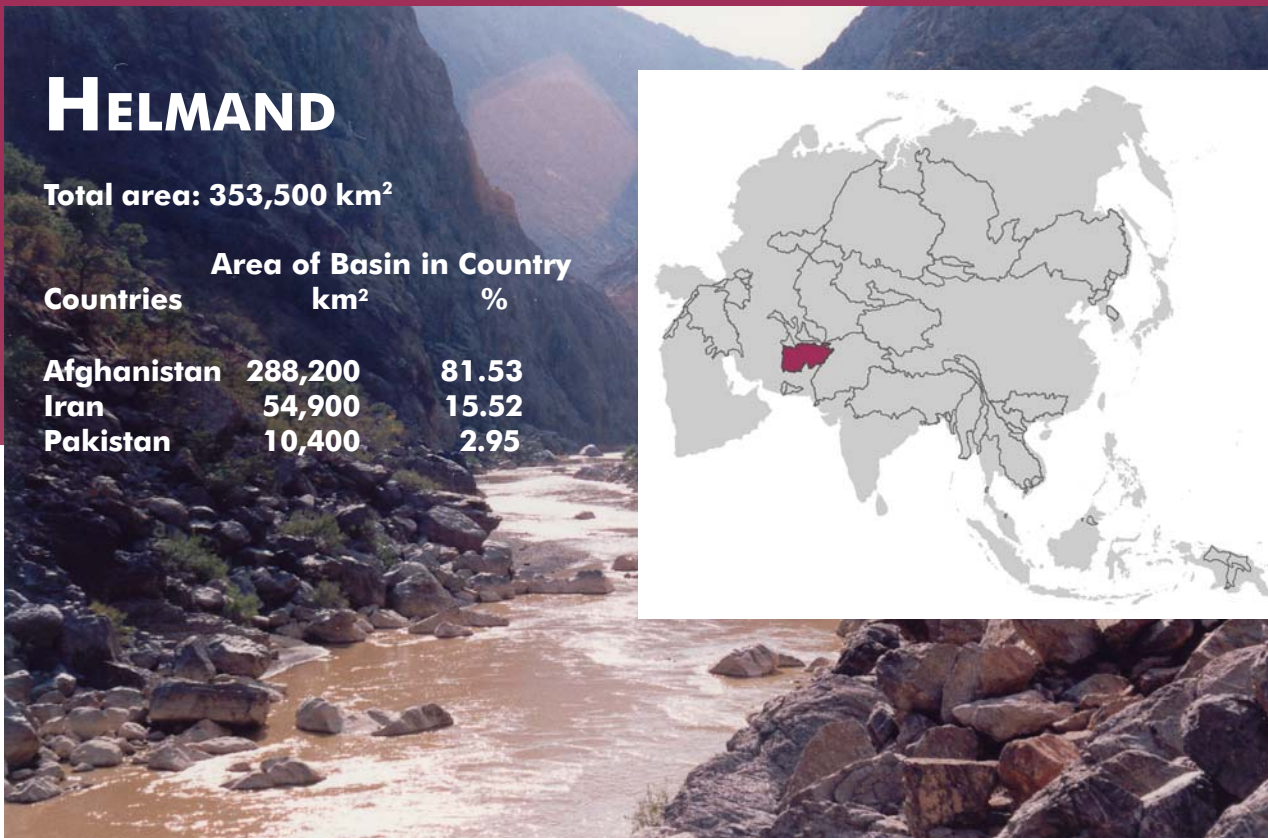 HELMAND
Total area: 353,500 km²
Area of Basin in Country
Countries km² %
Afghanistan 288,200 81.53
Iran 54,900 15.52
Pakistan 10,400 2.95